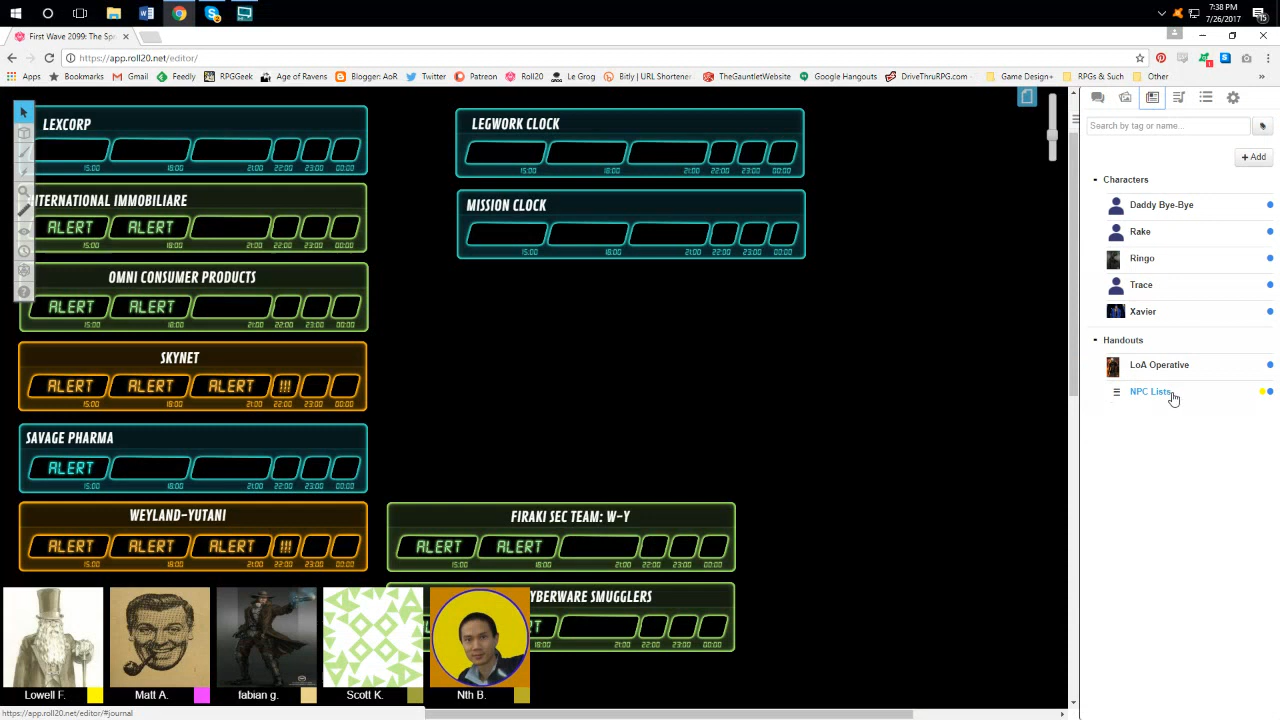 7:38 PM
7/26/2017
15
First Wave 2099: The Sp
https://app.roll20.net/editor/
Apps
Bookmarks
Gmail
Feedly
RPGGeek
Age of Ravens
Blogger: AoR
Twitter
Patreon
Roll20
Le Grog
Bitly | URL Shortener
TheGauntletWebsite
Google Hangouts
DriveThruRPG.com -
Game Design+
RPGs & Such
Other
»
LEXCORP
15:00 18:00 21:00 22:00 23:00 00:00
INTERNATIONAL IMMOBILIARE
ALERT ALERT
15:00 18:00 21:00 22:00 23:00 00:00
OMNI CONSUMER PRODUCTS
ALERT ALERT
15:00 18:00 21:00 22:00 23:00 00:00
SKYNET
ALERT ALERT ALERT !!!
15:00 18:00 21:00 22:00 23:00 00:00
SAVAGE PHARMA
ALERT
15:00 18:00 21:00 22:00 23:00 00:00
WEYLAND-YUTANI
ALERT ALERT ALERT !!!
15:00 18:00 21:00 22:00 23:00 00:00
LEGWORK CLOCK
15:00 18:00 21:00 22:00 23:00 00:00
MISSION CLOCK
15:00 18:00 21:00 22:00 23:00 00:00
FIRAKI SEC TEAM: W-Y
ALERT ALERT
15:00 18:00 21:00 22:00 23:00 00:00
YBERWARE SMUGGLERS
RT
18:00 21:00 22:00 23:00 00:00
Lowell F.
Matt A.
fabian g.
Scott K.
Nth B.
https://app.roll20.net/editor/#journal
Search by tag or name...
+ Add
Characters
Daddy Bye-Bye
Rake
Ringo
Trace
Xavier
Handouts
LoA Operative
NPC Lists